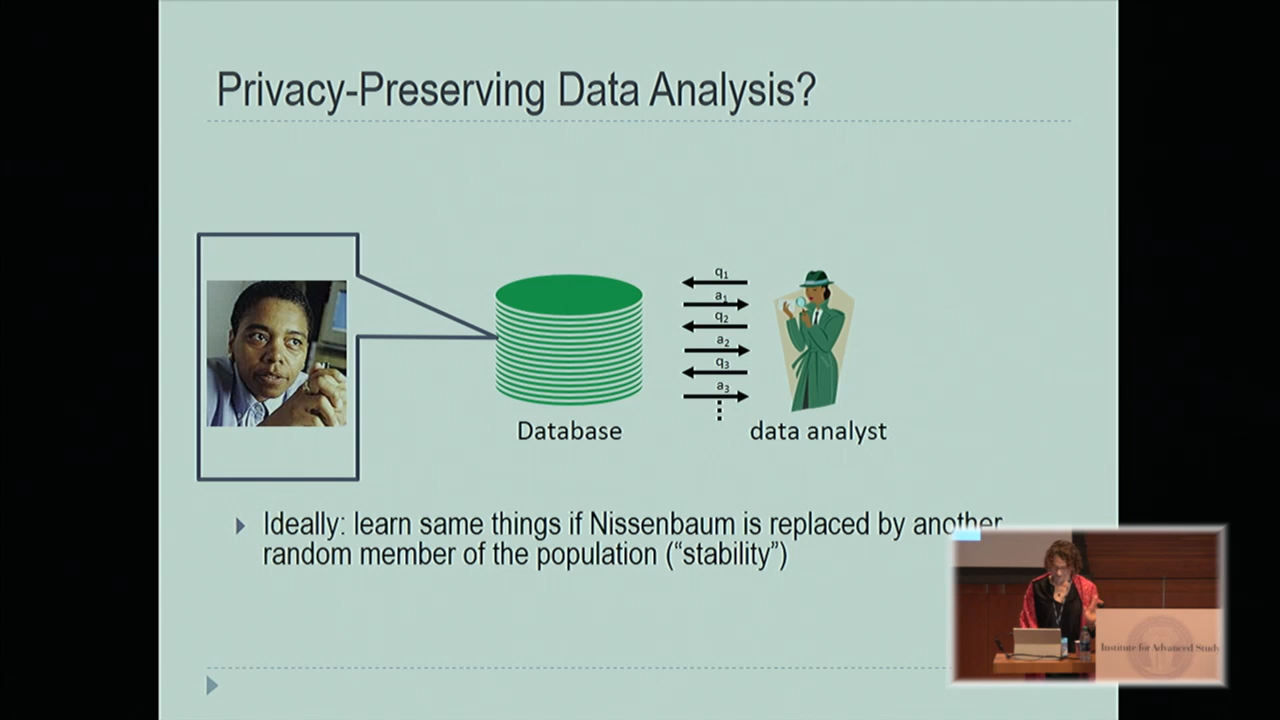 Privacy-Preserving Data Analysis?
q1
a1
q2
a2
q3
a3
Database
data analyst
Ideally: learn same things if Nissenbaum is replaced by another
random member of the population (“stability”)
Institute for Advanced Study